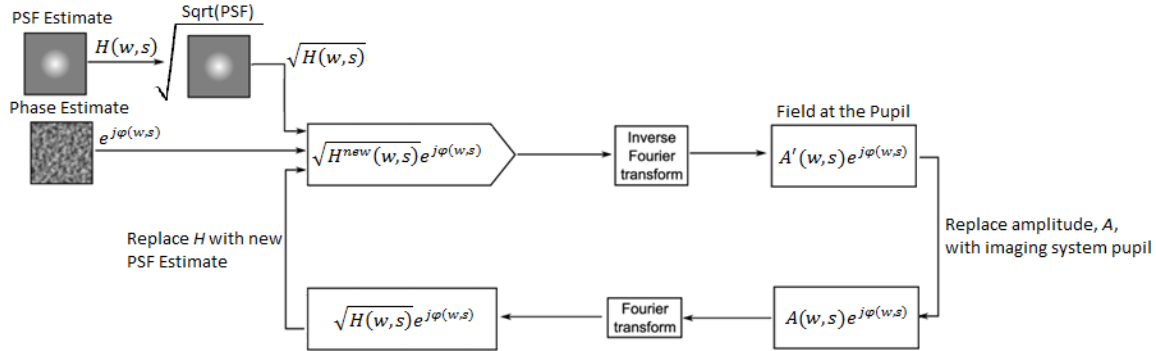 PSF Estimate
Sqrt(PSF)
H(w,s)
√H(w,s)
Phase Estimate
e^{jφ(w,s)}
√H^{new}(w,s)e^{jφ(w,s)}
Inverse
Fourier
transform
Field at the Pupil
A'(w,s)e^{jφ(w,s)}
Replace amplitude, A,
with imaging system pupil
A(w,s)e^{jφ(w,s)}
Fourier
transform
√H(w,s)e^{jφ(w,s)}
Replace H with new
PSF Estimate